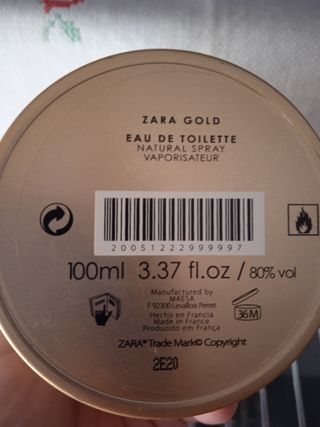 ZARA GOLD
EAU DE TOILETTE
NATURAL SPRAY
VAPORISATEUR
20051222999997
100ml 3.37 fl.oz / 80% vol
Manufactured by
MAESA
F 92300 Levallois Perret
Hecho en Francia
Made in France
Produzido em França
36M
ZARA® Trade Mark© Copyright
2E20